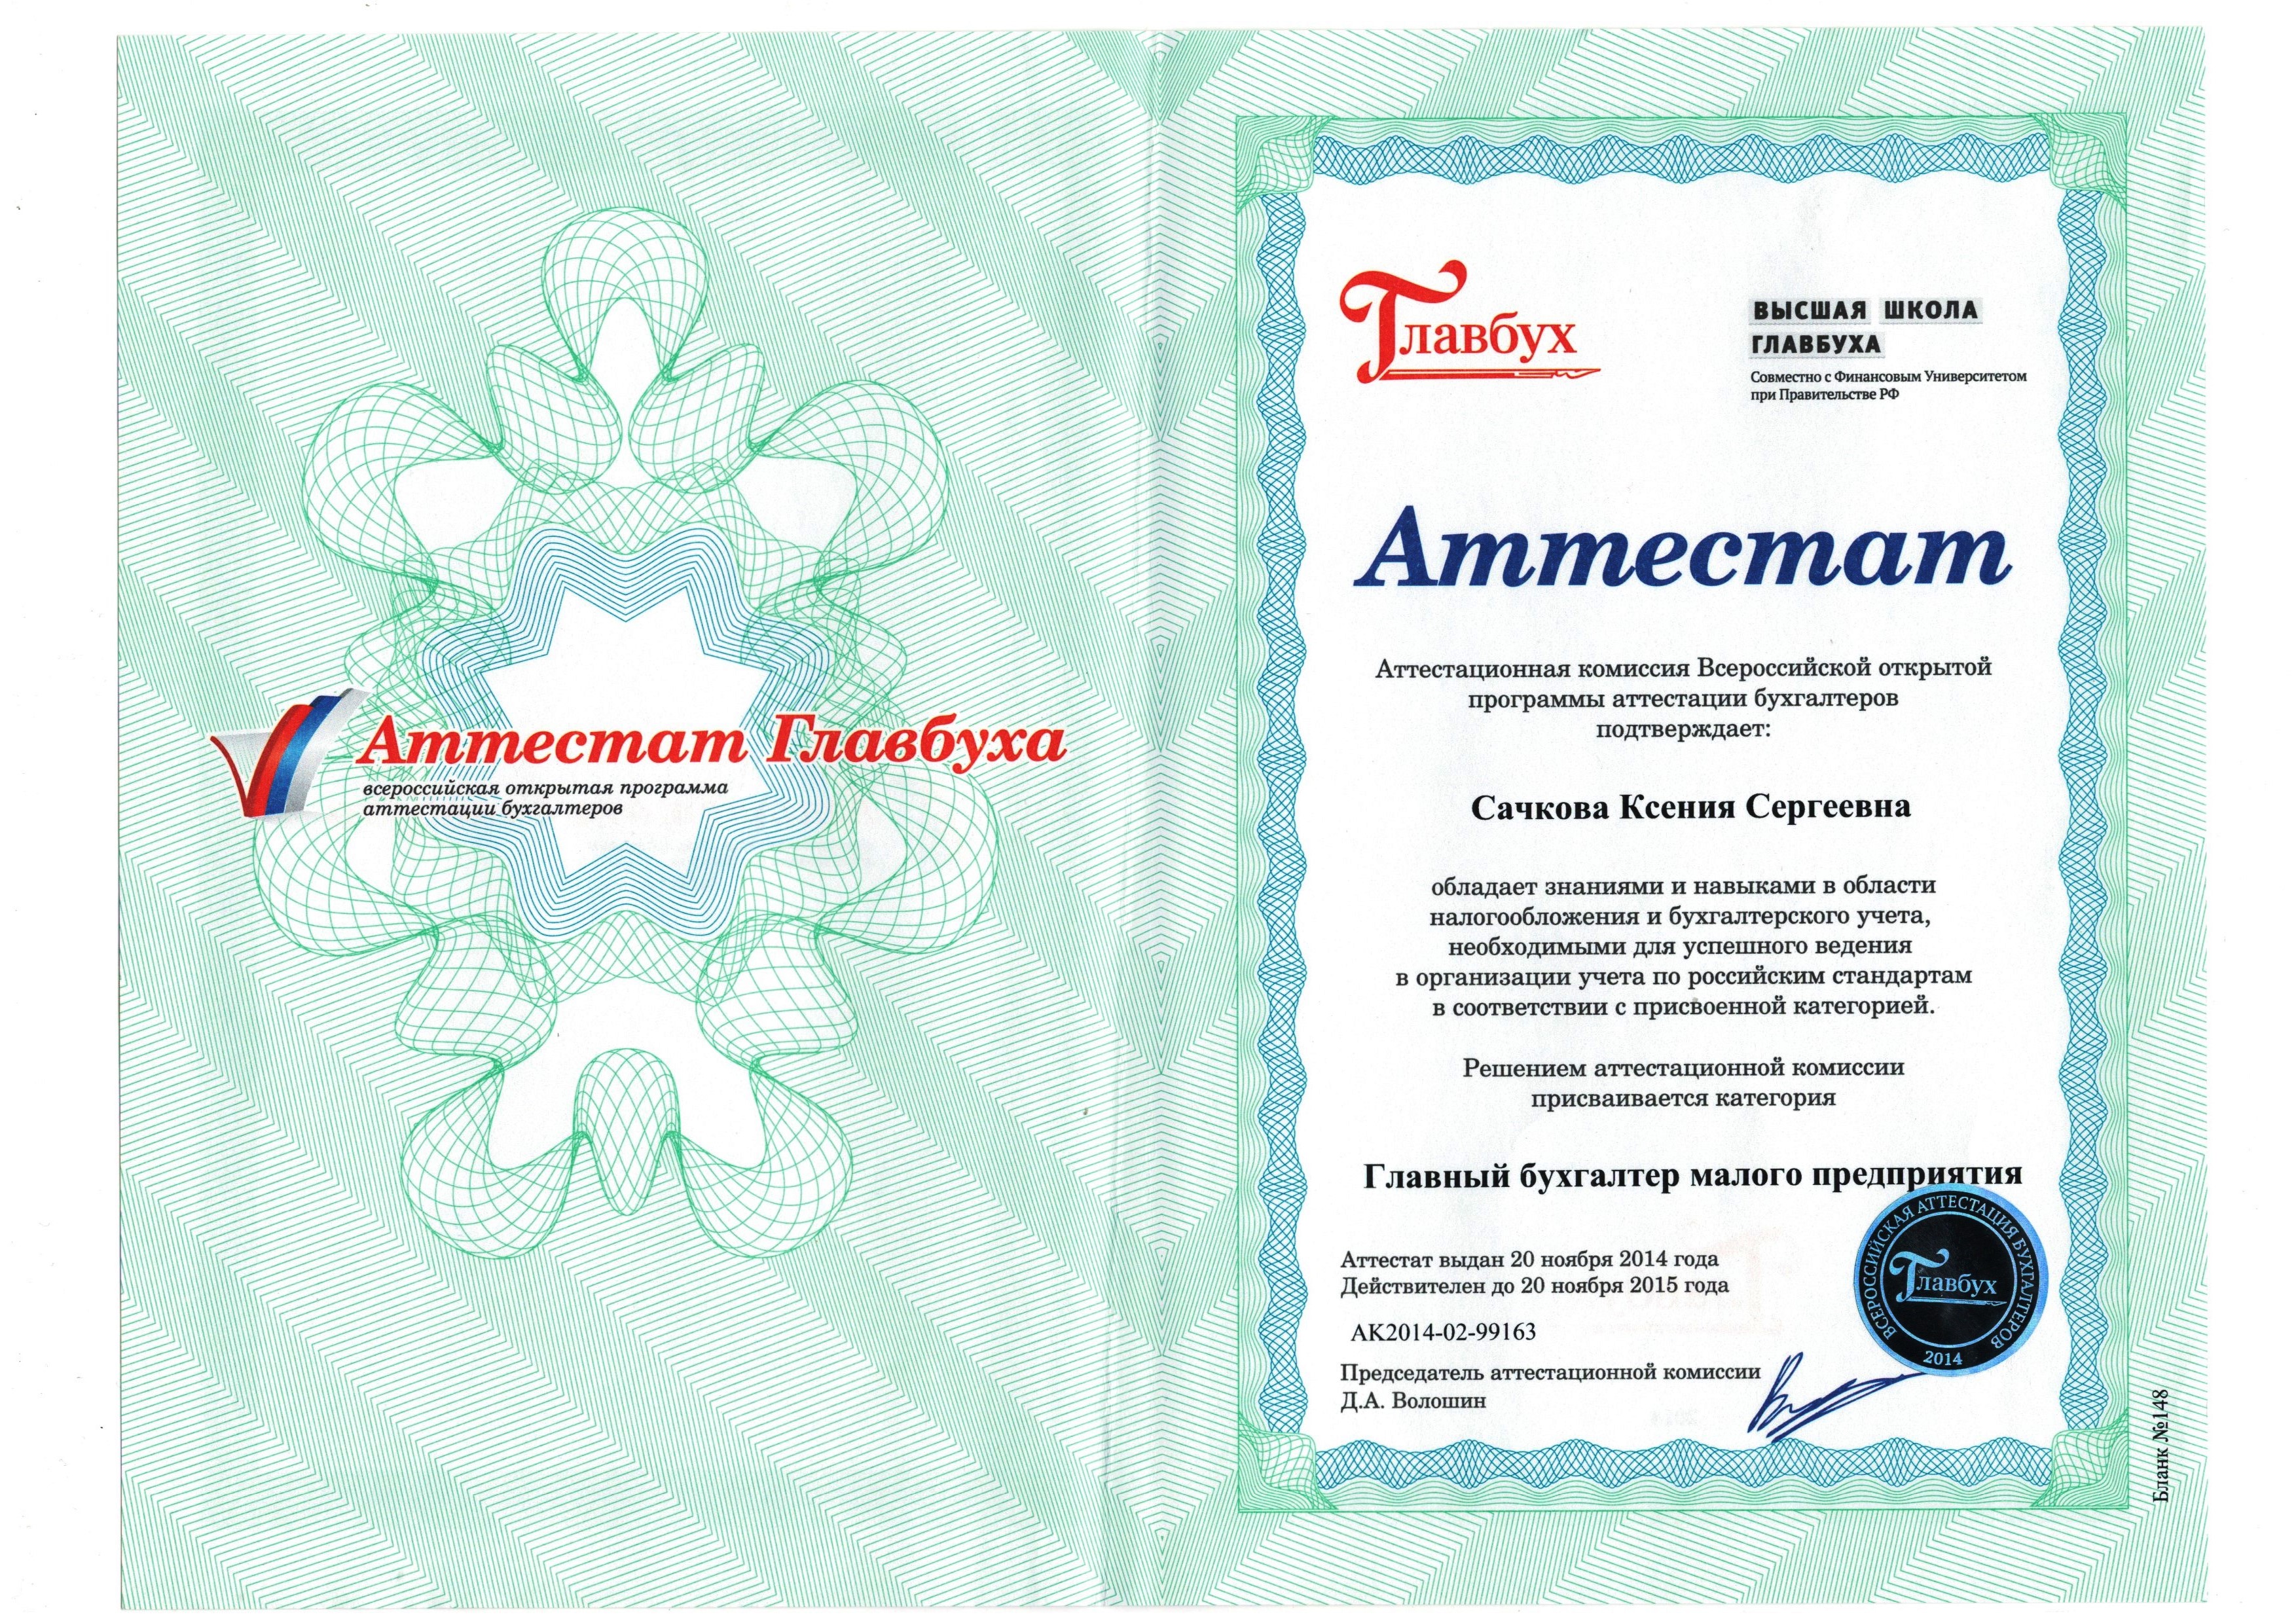 Аттестат Главбуха
всероссийская открытая программа
аттестации бухгалтеров
Главбух
ВЫСШАЯ ШКОЛА
ГЛАВБУХА
Совместно с Финансовым Университетом
при Правительстве РФ
Аттестат
Аттестационная комиссия Всероссийской открытой
программы аттестации бухгалтеров
подтверждает:
Сачкова Ксения Сергеевна
обладает знаниями и навыками в области
налогообложения и бухгалтерского учета,
необходимыми для успешного ведения
в организации учета по российским стандартам
в соответствии с присвоенной категорией.
Решением аттестационной комиссии
присваивается категория
Главный бухгалтер малого предприятия
Аттестат выдан 20 ноября 2014 года
Действителен до 20 ноября 2015 года
АК2014-02-99163
Председатель аттестационной комиссии
Д.А. Волошин
ВСЕРОССИЙСКАЯ АТТЕСТАЦИЯ БУХГАЛТЕРОВ
Главбух
2014
Бланк №148